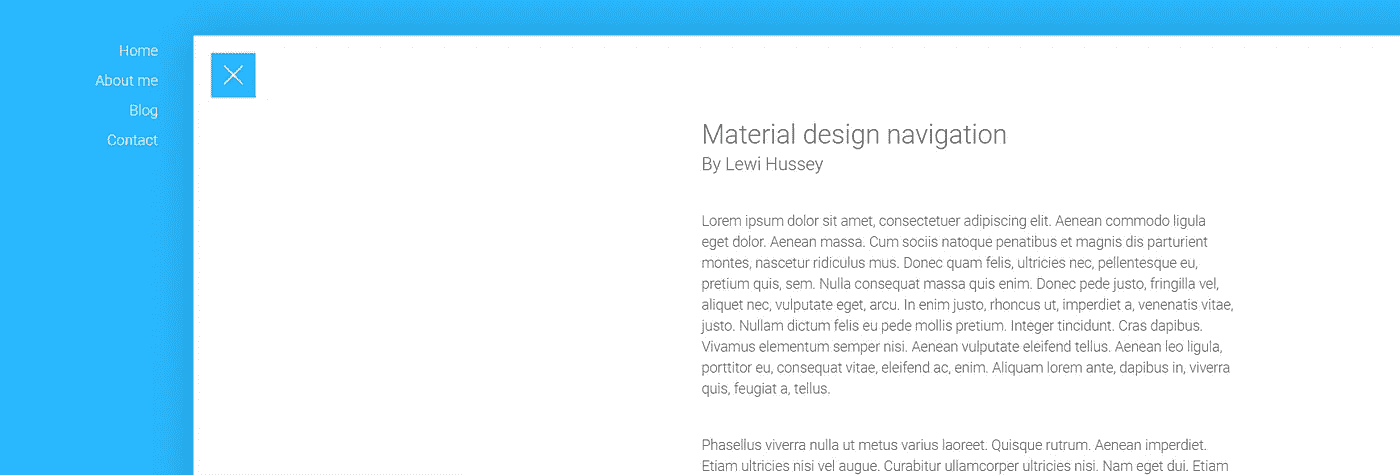 Home
About me
Blog
Contact
Material design navigation
By Lewi Hussey
Lorem ipsum dolor sit amet, consectetuer adipiscing elit. Aenean commodo ligula
eget dolor. Aenean massa. Cum sociis natoque penatibus et magnis dis parturient
montes, nascetur ridiculus mus. Donec quam felis, ultricies nec, pellentesque eu,
pretium quis, sem. Nulla consequat massa quis enim. Donec pede justo, fringilla vel,
aliquet nec, vulputate eget, arcu. In enim justo, rhoncus ut, imperdiet a, venenatis vitae,
justo. Nullam dictum felis eu pede mollis pretium. Integer tincidunt. Cras dapibus.
Vivamus elementum semper nisi. Aenean vulputate eleifend tellus. Aenean leo ligula,
porttitor eu, consequat vitae, eleifend ac, enim. Aliquam lorem ante, dapibus in, viverra
quis, feugiat a, tellus.
Phasellus viverra nulla ut metus varius laoreet. Quisque rutrum. Aenean imperdiet.
Etiam ultricies nisi vel augue. Curabitur ullamcorper ultricies nisi. Nam eget dui. Etiam